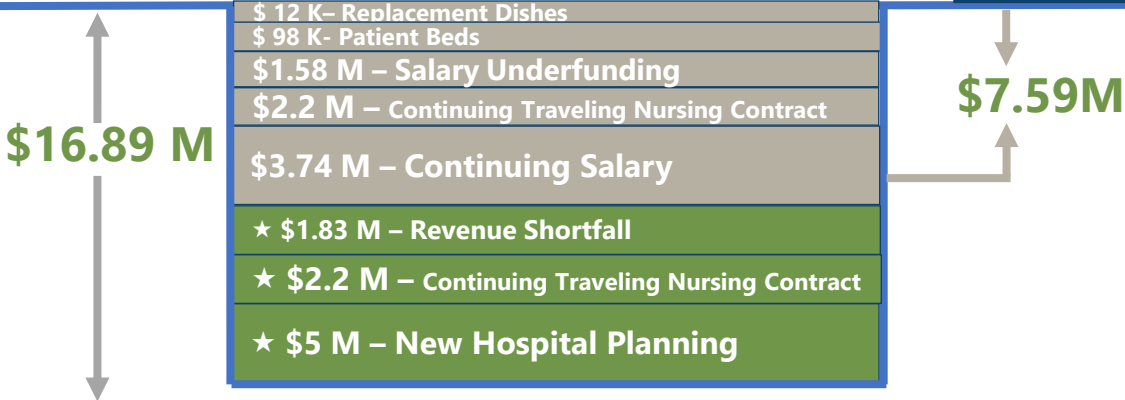 $ 12 K– Replacement Dishes
$ 98 K- Patient Beds
$1.58 M – Salary Underfunding
$2.2 M – Continuing Traveling Nursing Contract
$3.74 M – Continuing Salary
★ $1.83 M – Revenue Shortfall
★ $2.2 M – Continuing Traveling Nursing Contract
★ $5 M – New Hospital Planning
$16.89 M
$7.59M